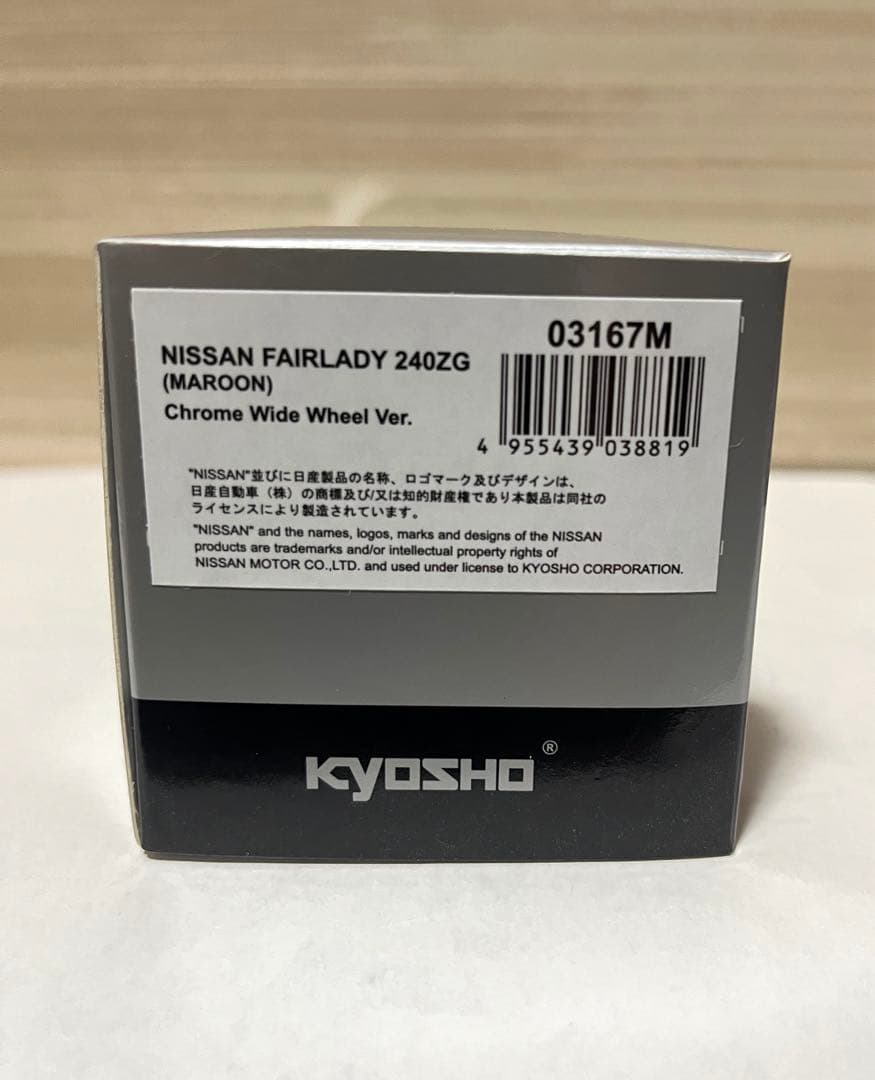 03167M
NISSAN FAIRLADY 240ZG
(MAROON)
Chrome Wide Wheel Ver.
4 955439 038819
"NISSAN"並びに日産製品の名称、ロゴマーク及びデザインは、
日産自動車（株）の商標及び/又は知的財産権であり本製品は同社の
ライセンスにより製造されています。
"NISSAN" and the names, logos, marks and designs of the NISSAN
products are trademarks and/or intellectual property rights of
NISSAN MOTOR CO.,LTD. and used under license to KYOSHO CORPORATION.
KYOSHO®